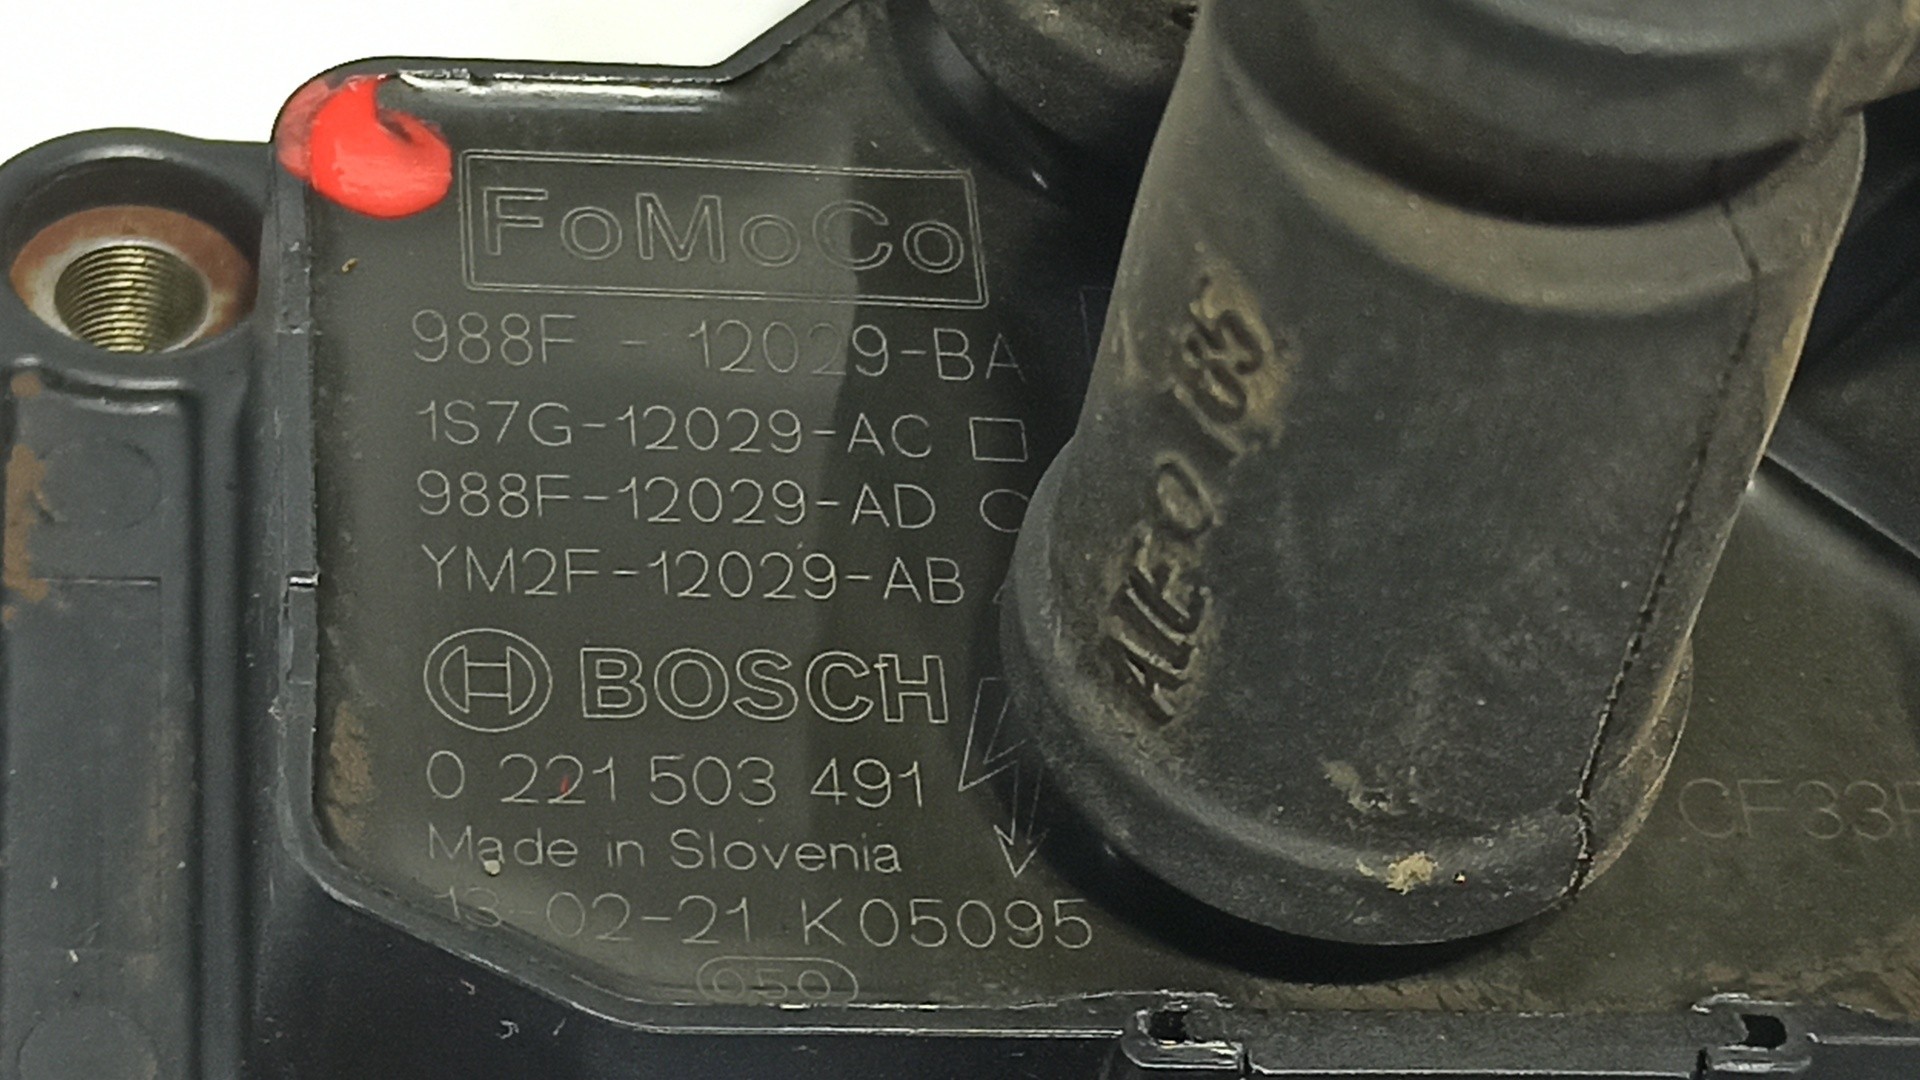 FoMoCo
988F - 12029-BA
1S7G-12029-AC
988F-12029-AD
YM2F-12029-AB
BOSCH
0 221 503 491
Made in Slovenia
13-02-21 K05095
050